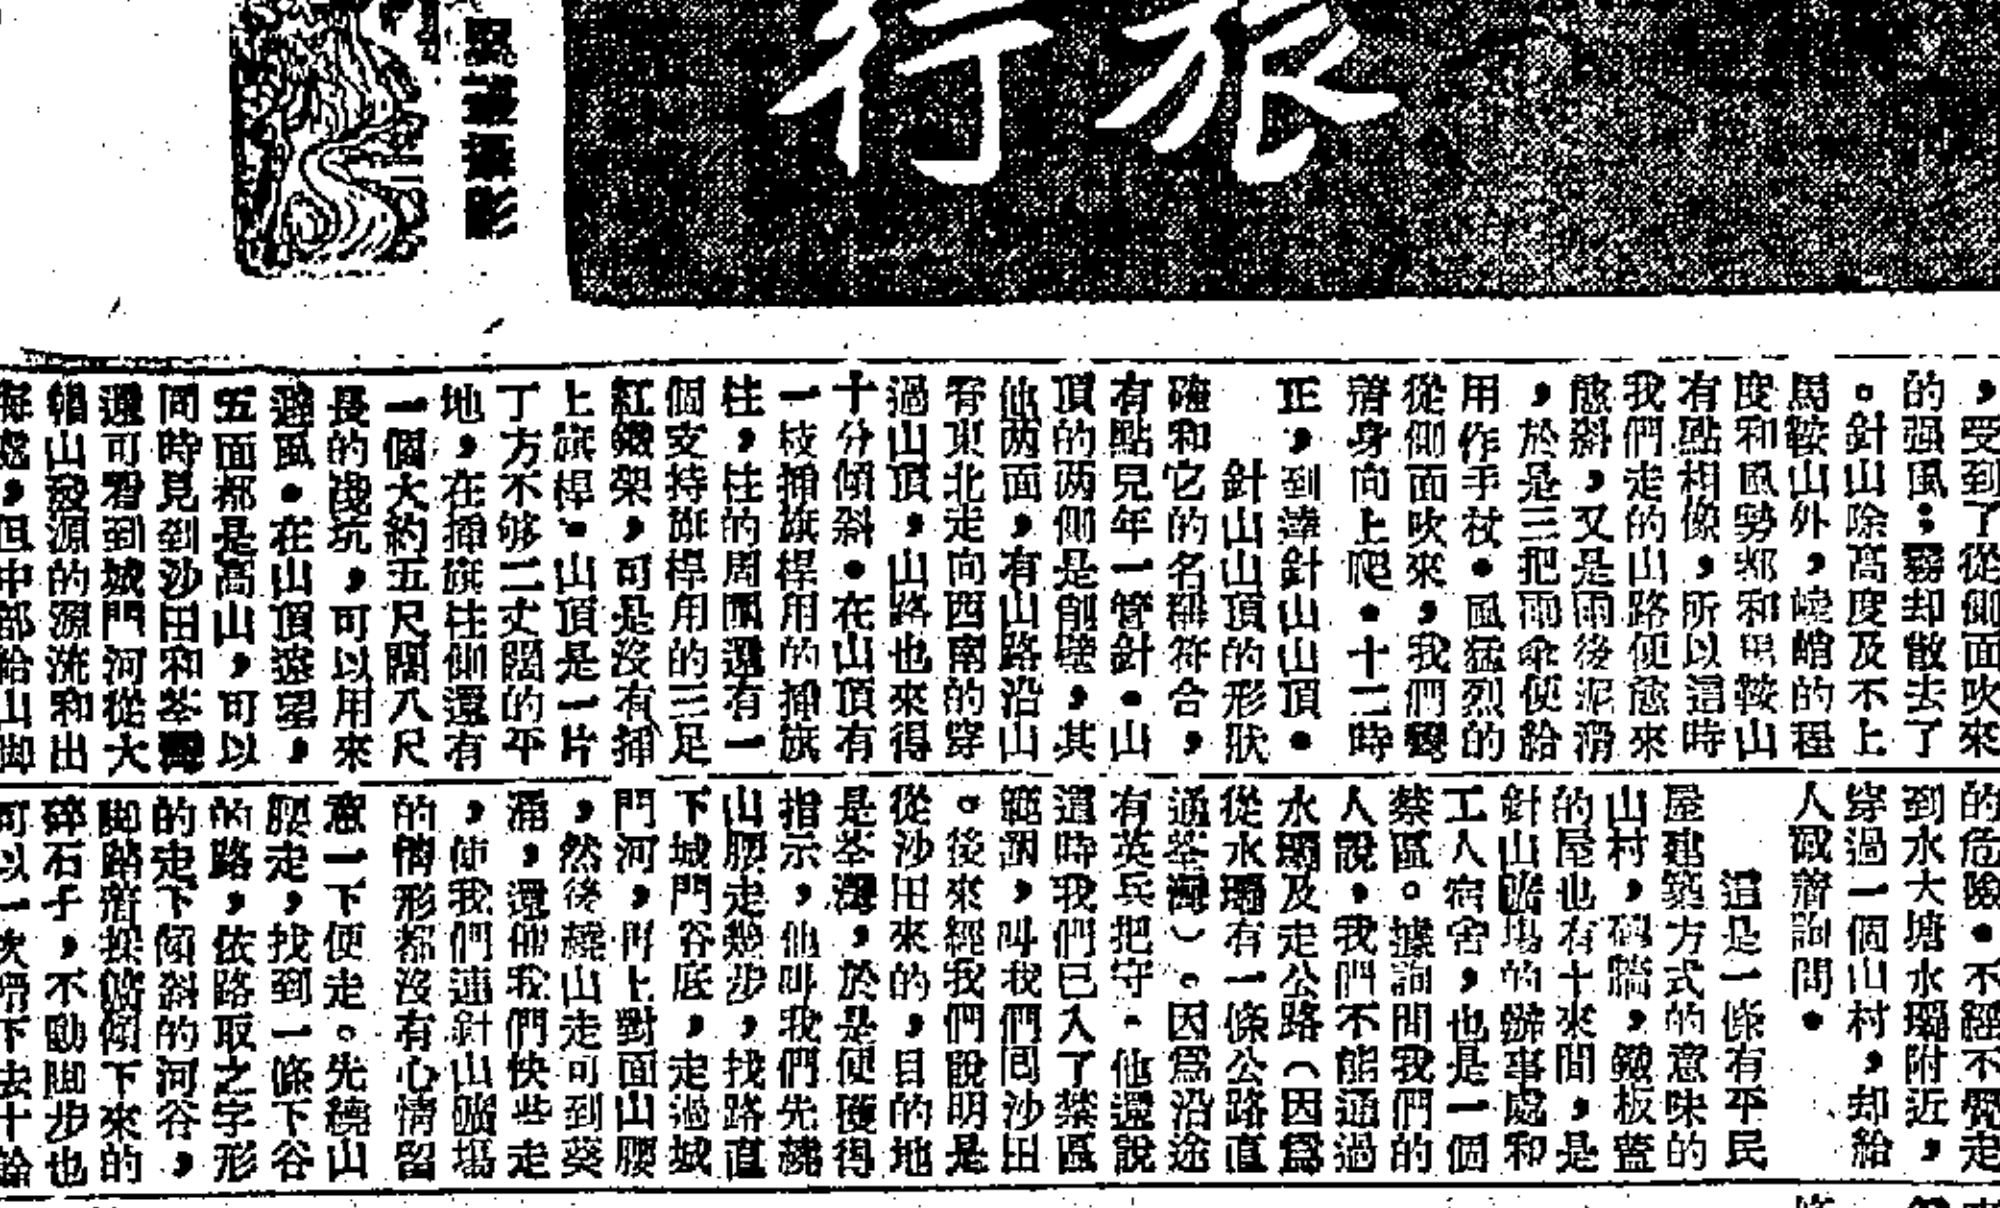 旅行
攝影
，受到了從側面吹來
的强風；霧却散去了
。針山除高度及不上
馬鞍山外，嶢崅的程
度和風勢都和馬鞍山
有點相像，所以這時
我們走的山路便愈來
愈斜，又是雨後泥滑
，於是三把雨傘便給
用作手杖．風猛烈的
從側面吹來，我們彎
着身向上爬．十二時
正，到達針山山頂．
針山山頂的形狀
確和它的名稱符合，
有點見年一管針．山
頂的两側是削壁，其
他两面，有山路沿山
脊東北走向西南的穿
過山頂，山路也來得
十分傾斜．在山頂有
一枝揷旗桿用的揷旗
柱，柱的周圍還有一
個支持旗桿用的三足
紅鐵架，可是沒有揷
上旗桿．山頂是一片
丁方不够二丈闊的平
地，在揷旗柱側還有
一個大約五尺闊八尺
長的淺坑，可以用來
避風．在山頂遠望，
五面都是高山，可以
同時見到沙田和荃灣
還可看到城門河從大
帽山發源的源流和出
海處，但中部給山脚
的危險．不經不覺走
到水大塘水壩附近，
穿過一個山村，却給
人截着詢問．
這是一條有平民
屋建築方式的意味的
山村，磚牆，鐵板蓋
的屋也有十來間，是
針山礦場的辦事處和
工人宿舍，也是一個
禁區。據詢問我們的
人說，我們不能通過
水壩及走公路（因爲
從水壩有一條公路直
通荃灣）。因爲沿途
有英兵把守．他還說
這時我們已入了禁區
範圍，叫我們囘沙田
。後來經我們說明是
從沙田來的，目的地
是荃灣，於是便獲得
指示，他叫我們先繞
山腰走幾步，找路直
下城門谷底，走過城
門河，再上對面山腰
，然後繞山走可到葵
涌，還催我們快些走
，使我們連針山礦場
的情形都沒有心情留
意一下便走。先繞山
腰走，找到一條下谷
的路，依路取之字形
的走下傾斜的河谷，
脚踏着採礦傾下來的
碎石子，不動脚步也
可以一次滑下去十餘